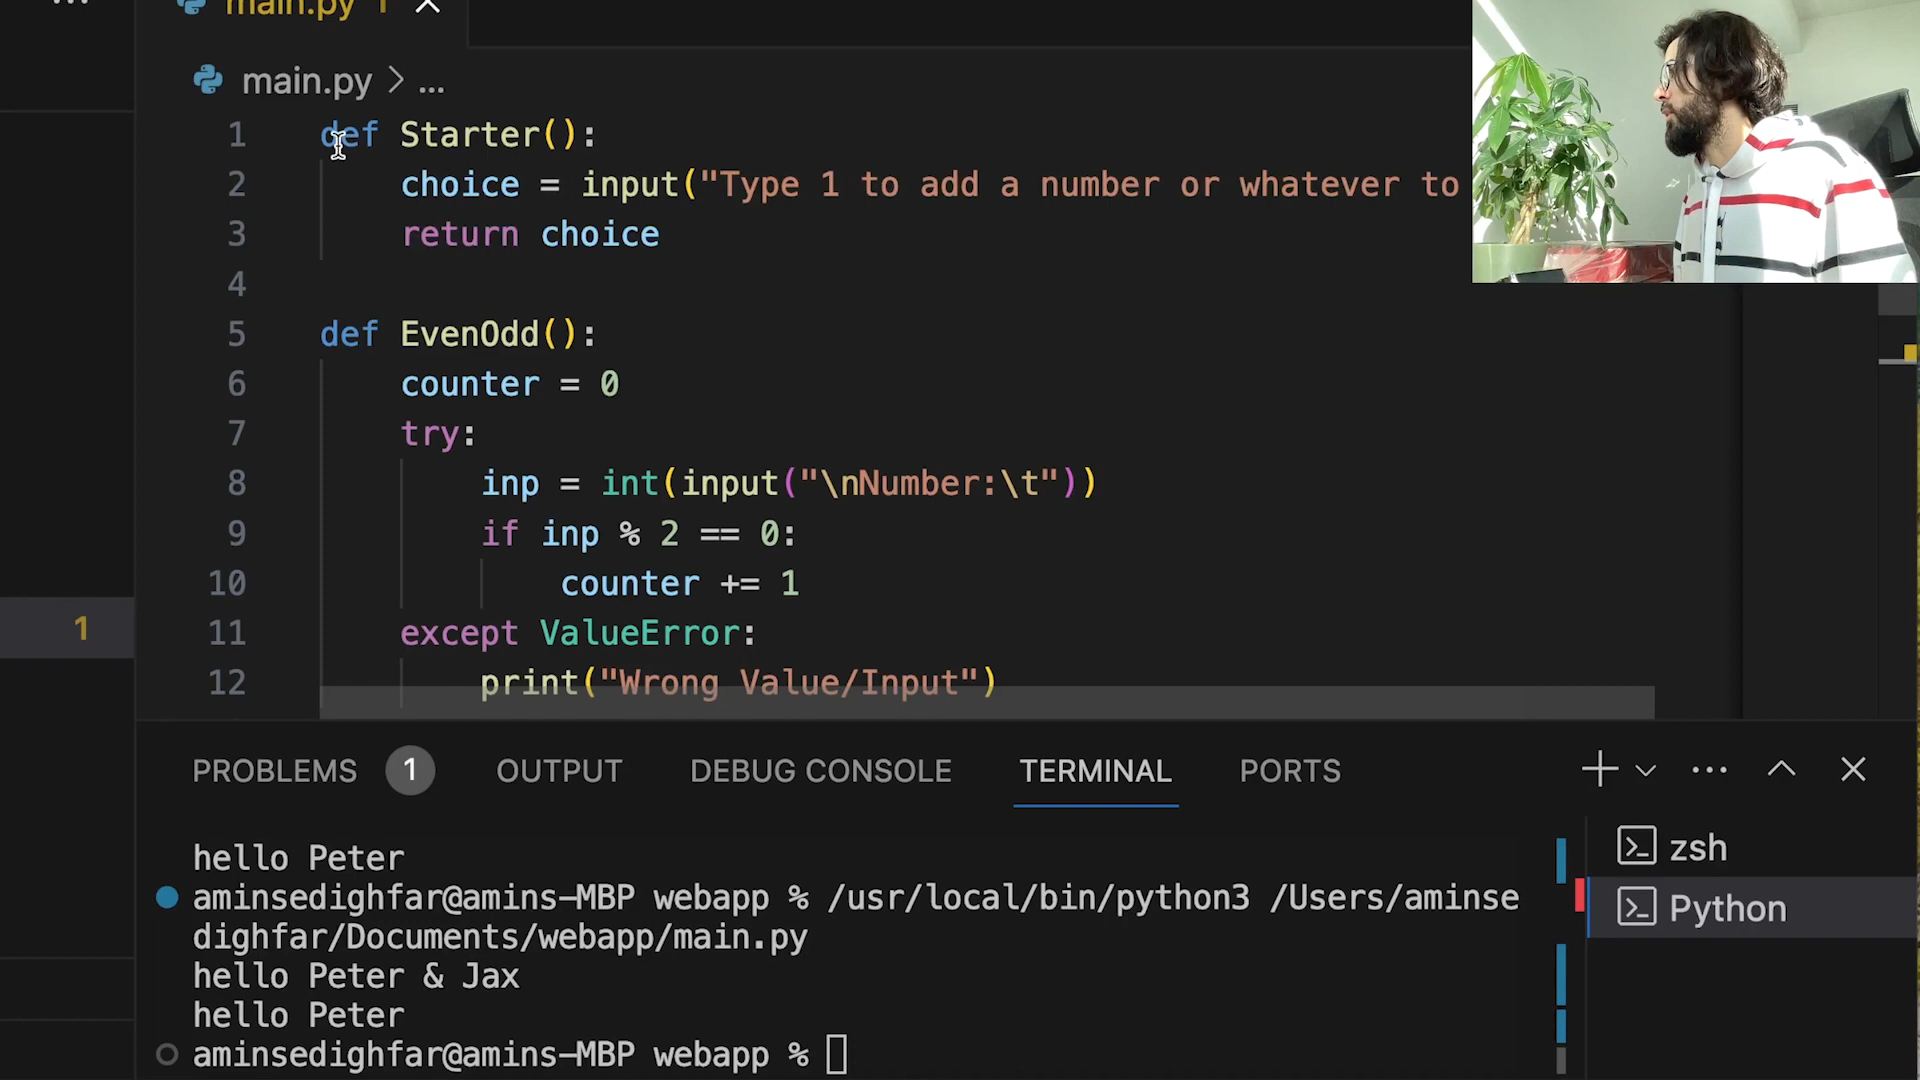 main.py 1
main.py > ...
1 def Starter():
2 choice = input("Type 1 to add a number or whatever to
3 return choice
4
5 def EvenOdd():
6 counter = 0
7 try:
8 inp = int(input("\nNumber:\t"))
9 if inp % 2 == 0:
10 counter += 1
11 except ValueError:
12 print("Wrong Value/Input")
1
PROBLEMS 1 OUTPUT DEBUG CONSOLE TERMINAL PORTS
hello Peter
aminsedighfar@amins-MBP webapp % /usr/local/bin/python3 /Users/aminse
dighfar/Documents/webapp/main.py
hello Peter & Jax
hello Peter
aminsedighfar@amins-MBP webapp %
zsh
Python